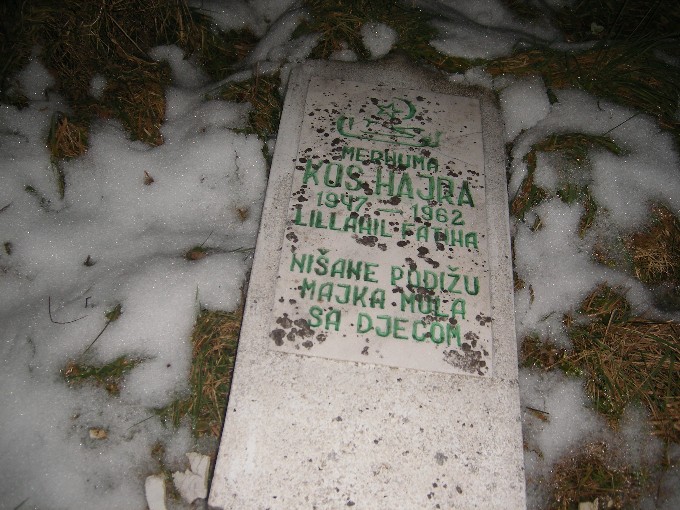 MERHUMA
KOS HAJRA
1947 — 1962
LILLAHIL FATIHA
NIŠANE PODIŽU
MAJKA MULA
SA DJECOM